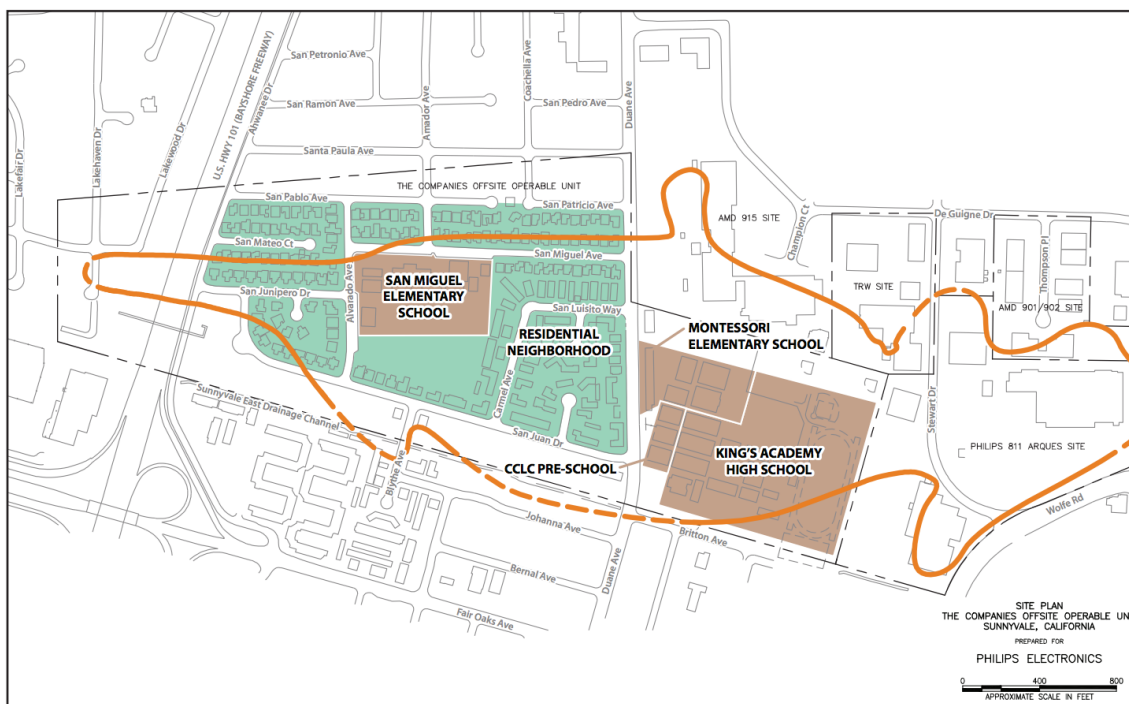 San Petronio Ave
San Ramon Ave
San Pedro Ave
Santa Paula Ave
Amador Ave
Coachella Ave
Duane Ave
Ahwanee Dr
U.S. HWY 101 (BAYSHORE FREEWAY)
Lakewood Dr
Lakehaven Dr
Lakefair Dr
THE COMPANIES OFFSITE OPERABLE UNIT
San Pablo Ave
San Patricio Ave
AMD 915 SITE
Champion Ct
De Guigne Dr
San Mateo Ct
San Miguel Ave
Thompson Pl
TRW SITE
AMD 901/902 SITE
San Junipero Dr
Alvarado Ave
SAN MIGUEL
ELEMENTARY
SCHOOL
San Luisito Way
RESIDENTIAL
NEIGHBORHOOD
MONTESSORI
ELEMENTARY SCHOOL
Carmel Ave
Stewart Dr
Sunnyvale East Drainage Channel
San Juan Dr
KING'S ACADEMY
HIGH SCHOOL
PHILIPS 811 ARQUES SITE
CCLC PRE-SCHOOL
Blythe Ave
Wolfe Rd
Johanna Ave
Britton Ave
Bernal Ave
Duane Ave
Fair Oaks Ave
SITE PLAN
THE COMPANIES OFFSITE OPERABLE UN
SUNNYVALE, CALIFORNIA
PREPARED FOR
PHILIPS ELECTRONICS
0 400 800
APPROXIMATE SCALE IN FEET